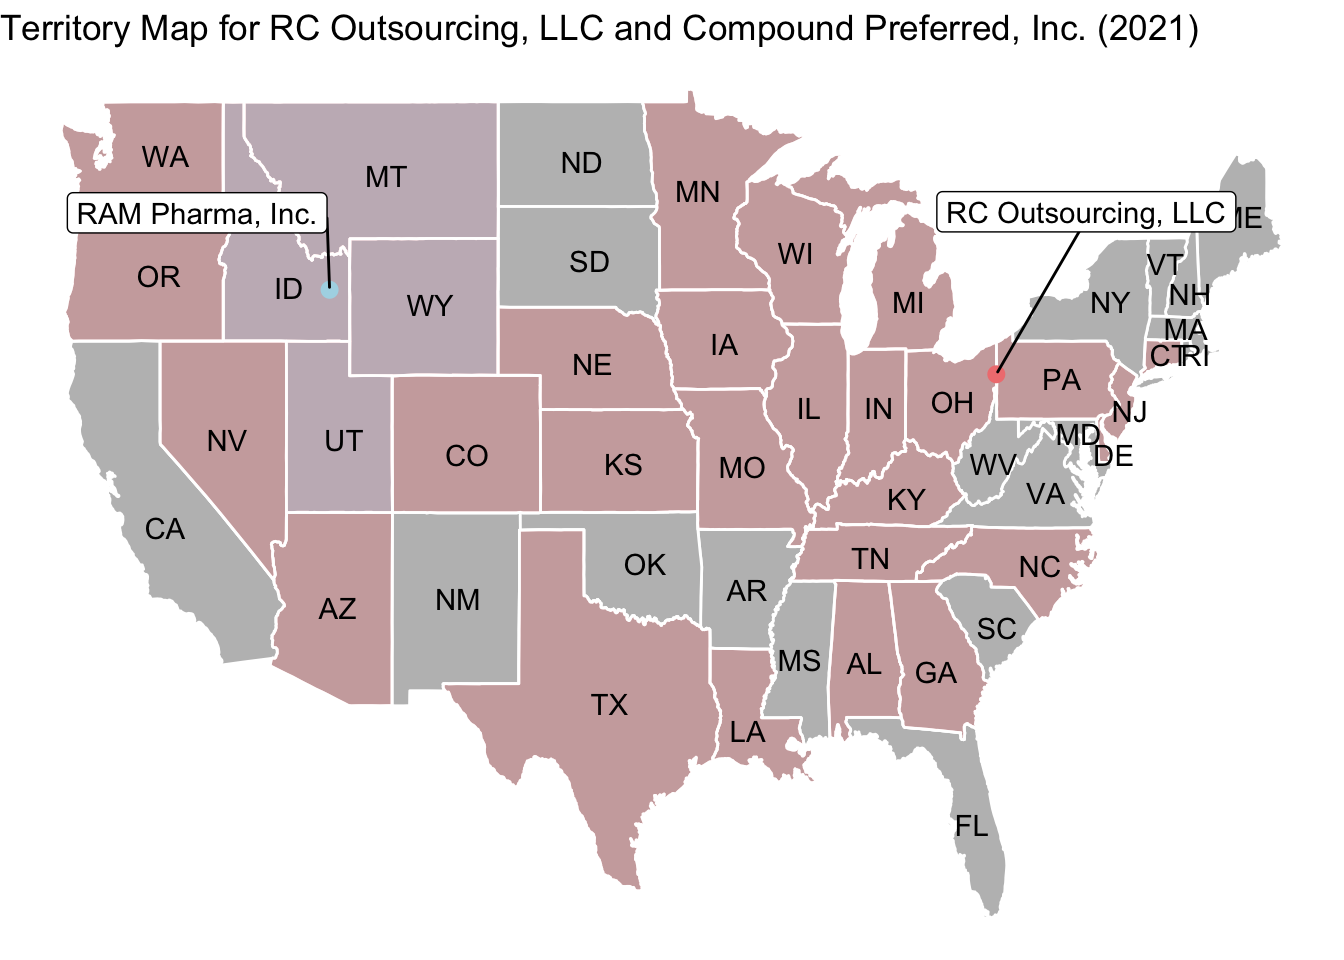 Territory Map for RC Outsourcing, LLC and Compound Preferred, Inc. (2021)
WA
MT
ND
MN
RAM Pharma, Inc.
RC Outsourcing, LLC
ME
OR
ID
WY
SD
WI
MI
NY
VT
NH
MA
CT
RI
NE
IA
PA
NV
UT
CO
KS
MO
IL
IN
OH
NJ
MD
DE
WV
VA
KY
CA
AZ
NM
OK
AR
TN
NC
SC
MS
AL
GA
TX
LA
FL